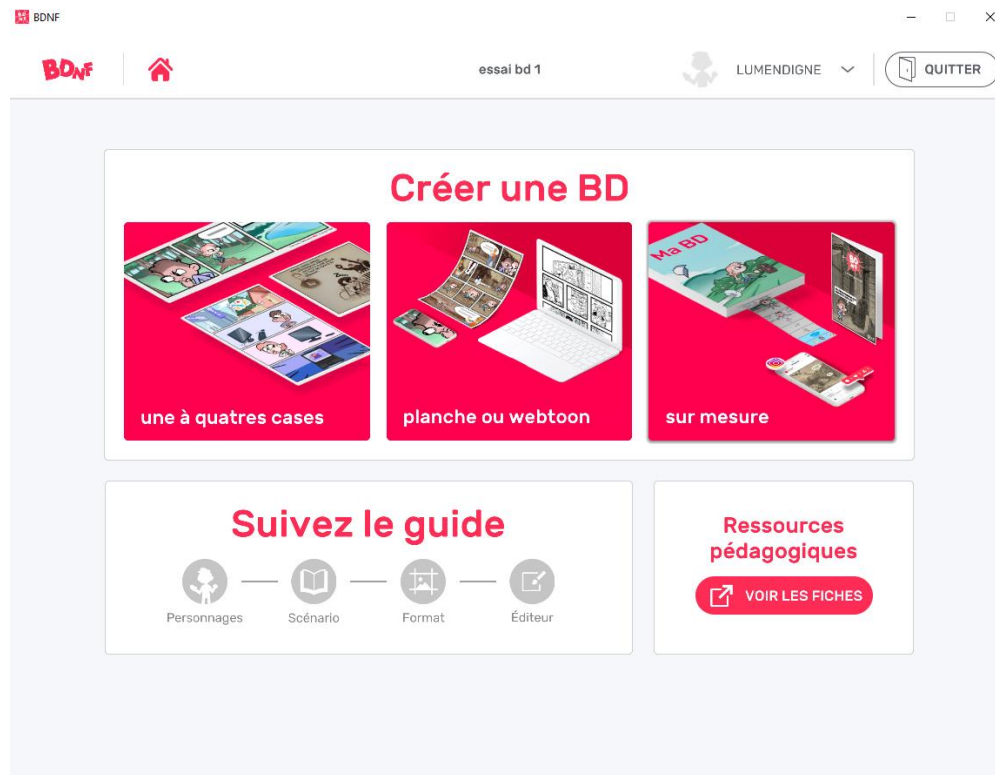 BDNF
BDNF
essai bd 1
LUMENDIGNE
QUITTER
Créer une BD
Ma BD
une à quatres cases
planche ou webtoon
sur mesure
Suivez le guide
Personnages
Scénario
Format
Éditeur
Ressources
pédagogiques
VOIR LES FICHES